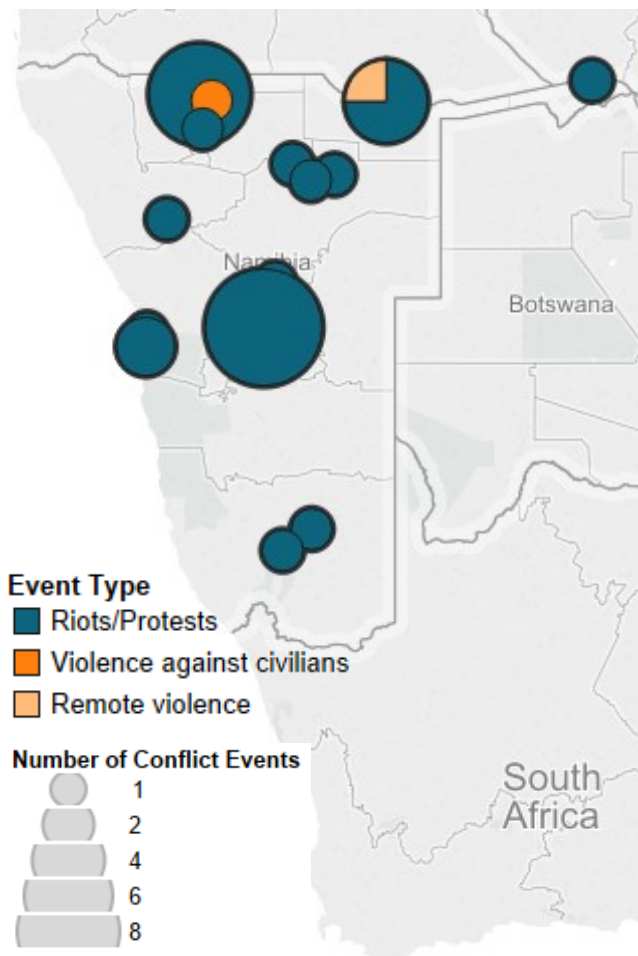 Namibia
Botswana
Event Type
Riots/Protests
Violence against civilians
Remote violence
Number of Conflict Events
1
2
4
6
8
South
Africa